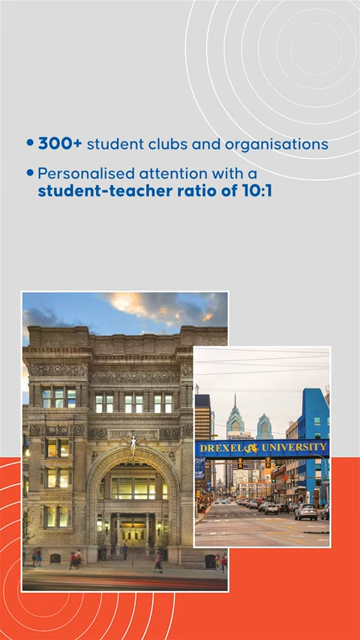 • 300+ student clubs and organisations
• Personalised attention with a
student-teacher ratio of 10:1
DREXEL UNIVERSITY